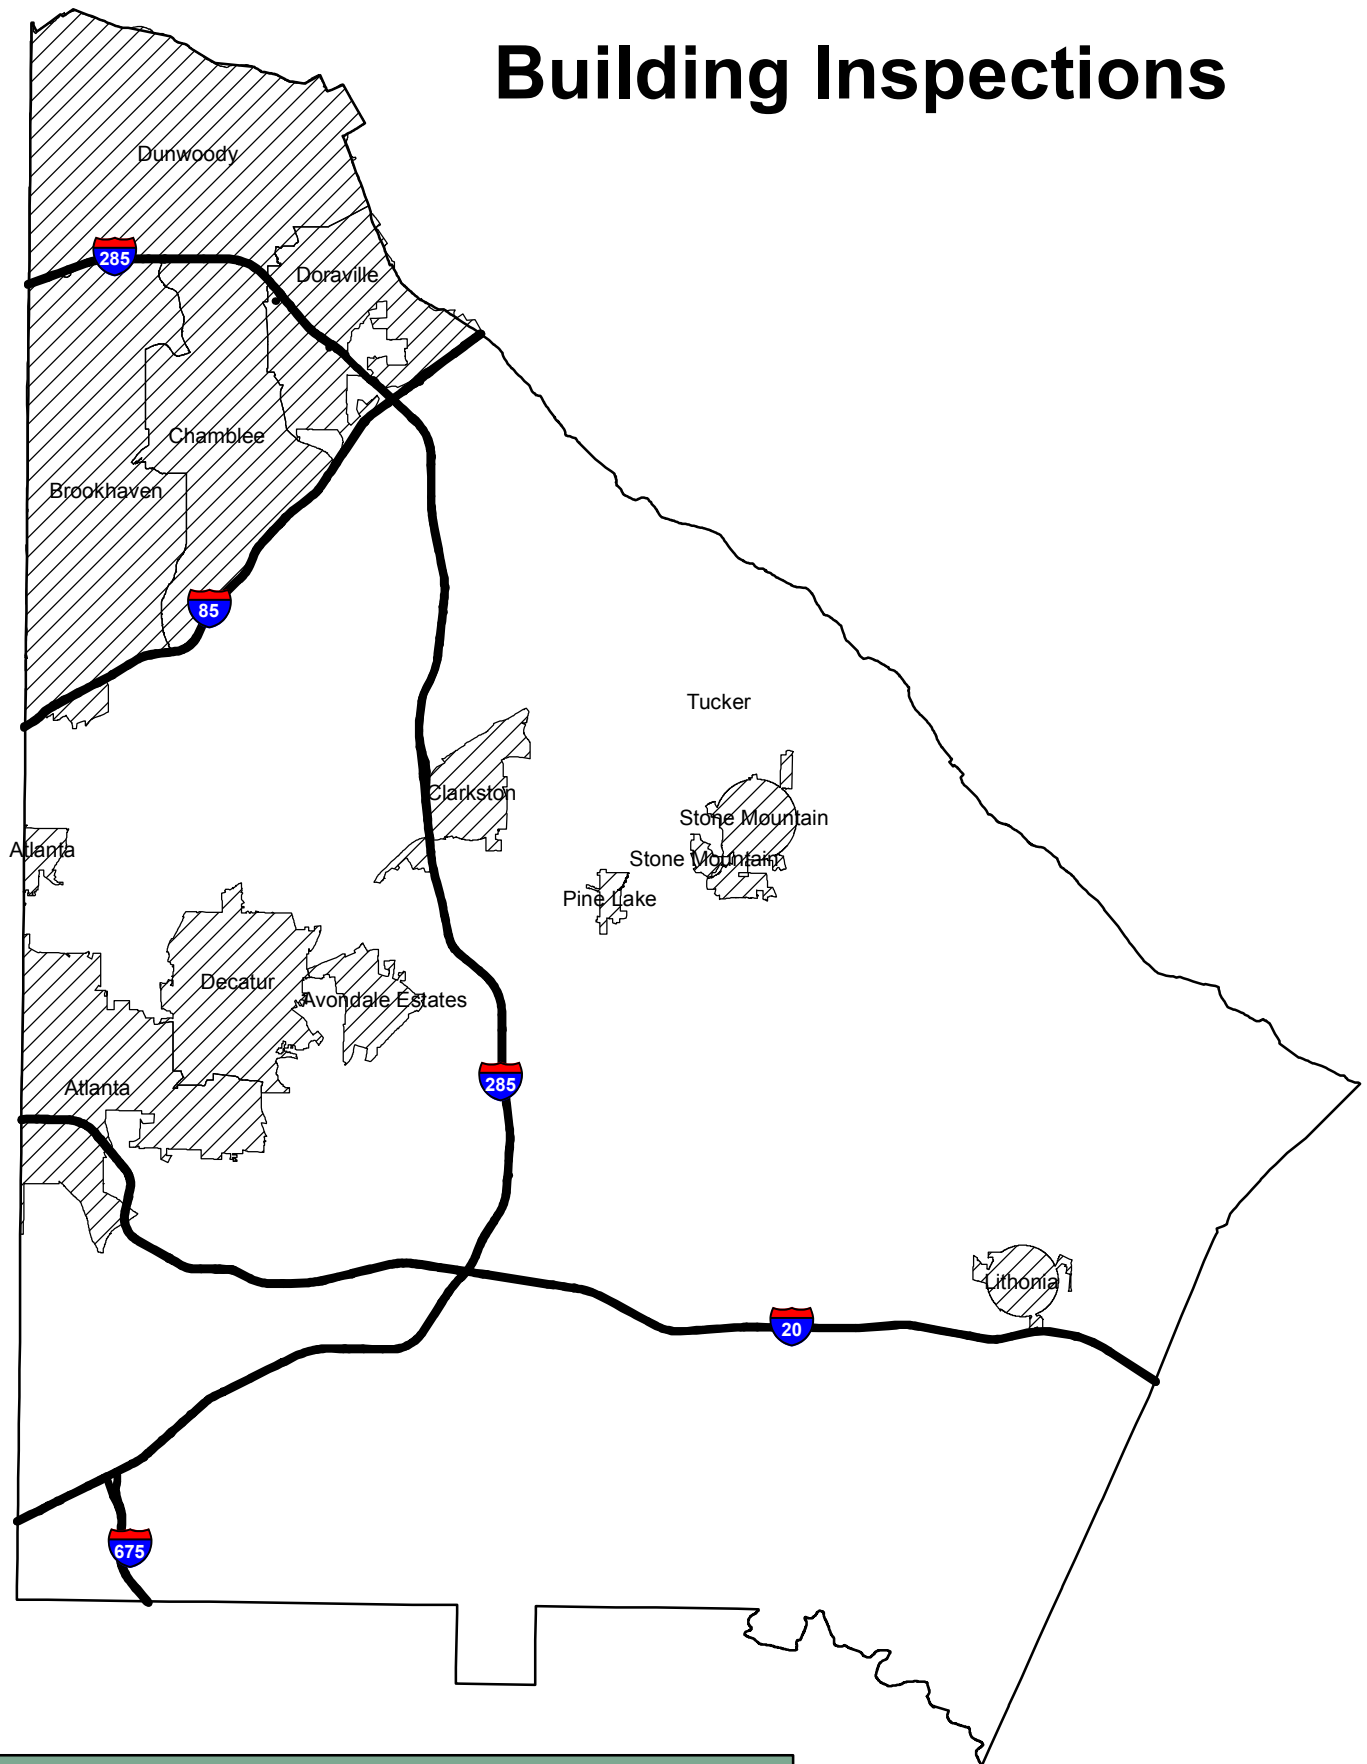 Building Inspections
Dunwoody
285
Doraville
Chamblee
Brookhaven
85
Tucker
Clarkston
Stone Mountain
Atlanta
Stone Mountain
Pine Lake
Decatur
Avondale Estates
285
Atlanta
Lithonia
20
675